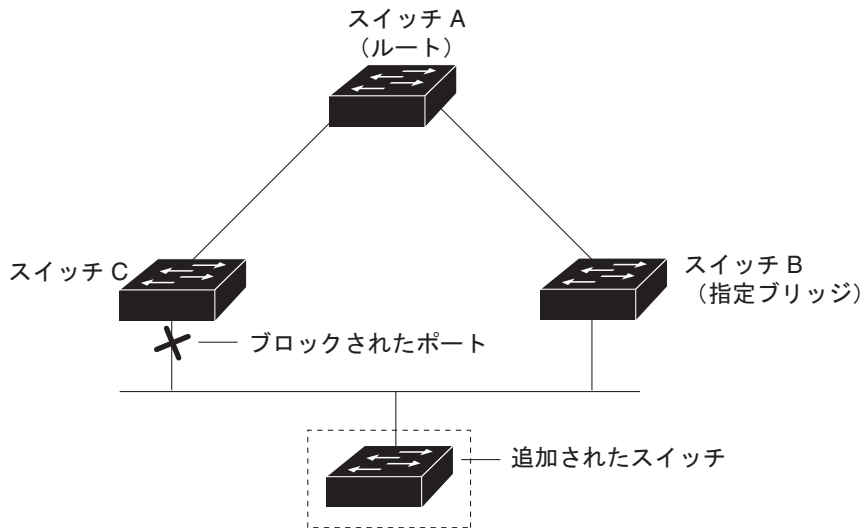 スイッチ A
（ルート）
スイッチ C
スイッチ B
（指定ブリッジ）
ブロックされたポート
追加されたスイッチ